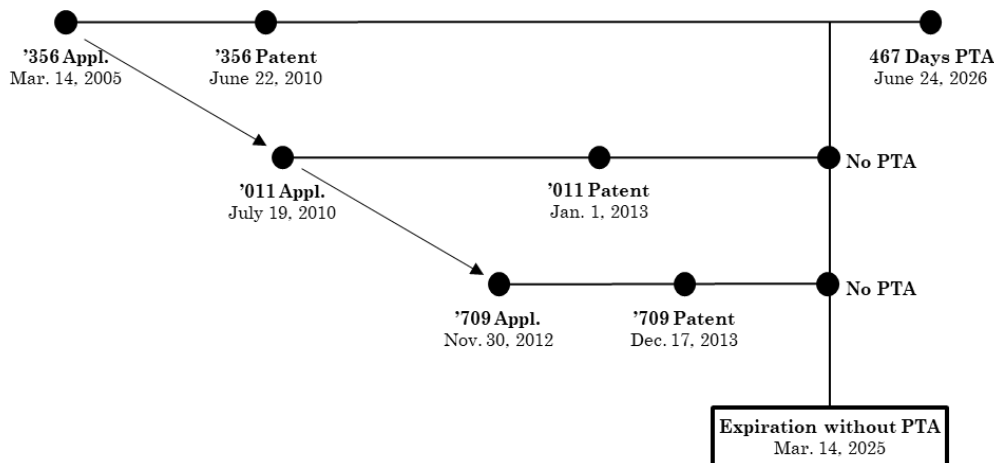 ’356 Appl.
Mar. 14, 2005
’356 Patent
June 22, 2010
467 Days PTA
June 24, 2026
’011 Appl.
July 19, 2010
’011 Patent
Jan. 1, 2013
No PTA
’709 Appl.
Nov. 30, 2012
’709 Patent
Dec. 17, 2013
No PTA
Expiration without PTA
Mar. 14, 2025